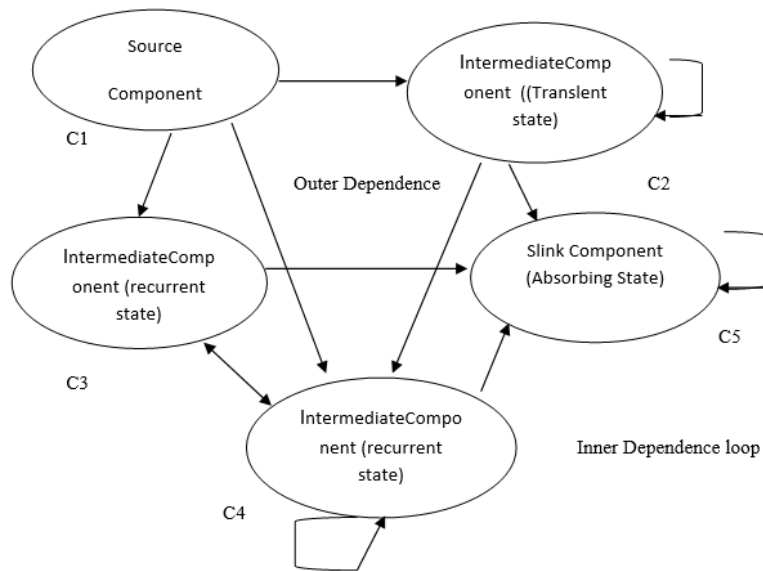 Source
Component
C1
IntermediateComp
onent ((Translent
state)
C2
Outer Dependence
IntermediateComp
onent (recurrent
state)
C3
Slink Component
(Absorbing State)
C5
IntermediateCompo
nent (recurrent
state)
C4
Inner Dependence loop